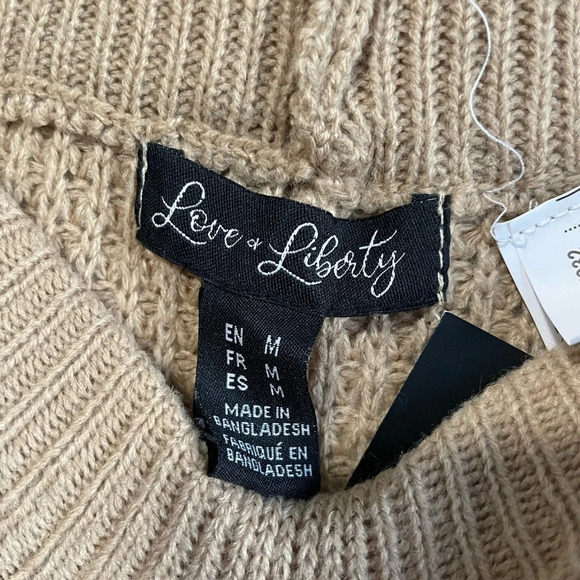 Love & Liberty
EN M
FR M
ES M
MADE IN
BANGLADESH
FABRIQUÉ EN
BANGLADESH